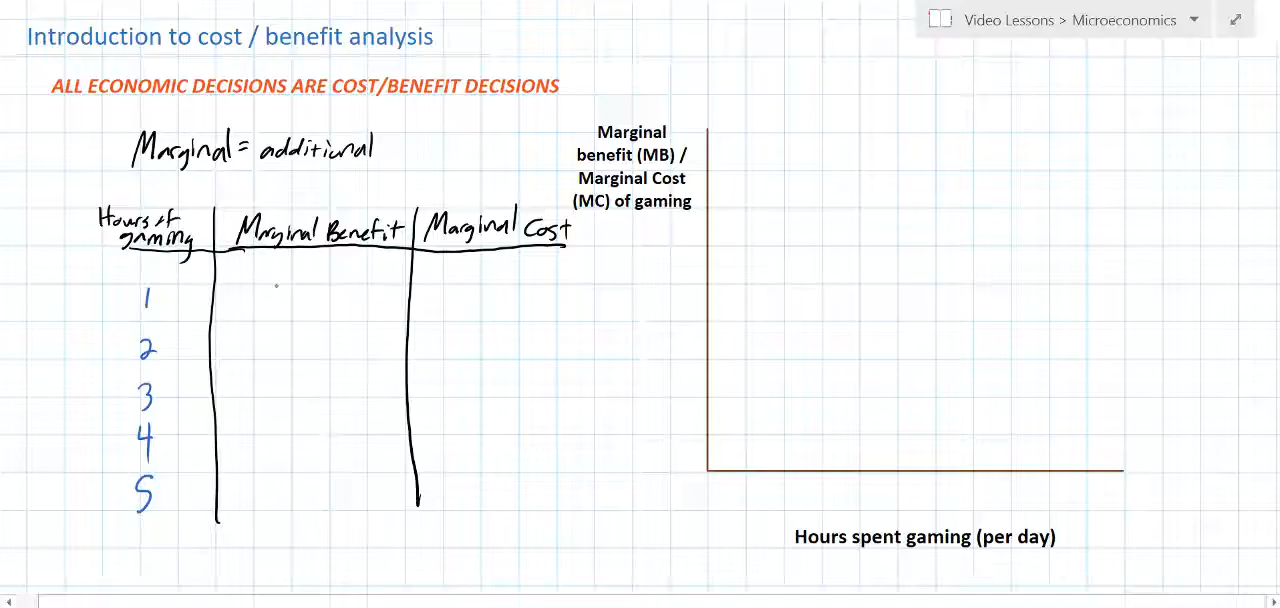 Introduction to cost / benefit analysis
Video Lessons > Microeconomics
ALL ECONOMIC DECISIONS ARE COST/BENEFIT DECISIONS
Marginal = additional
Hours of
gaming
Marginal Benefit
Marginal Cost
1
2
3
4
5
Marginal
benefit (MB) /
Marginal Cost
(MC) of gaming
Hours spent gaming (per day)